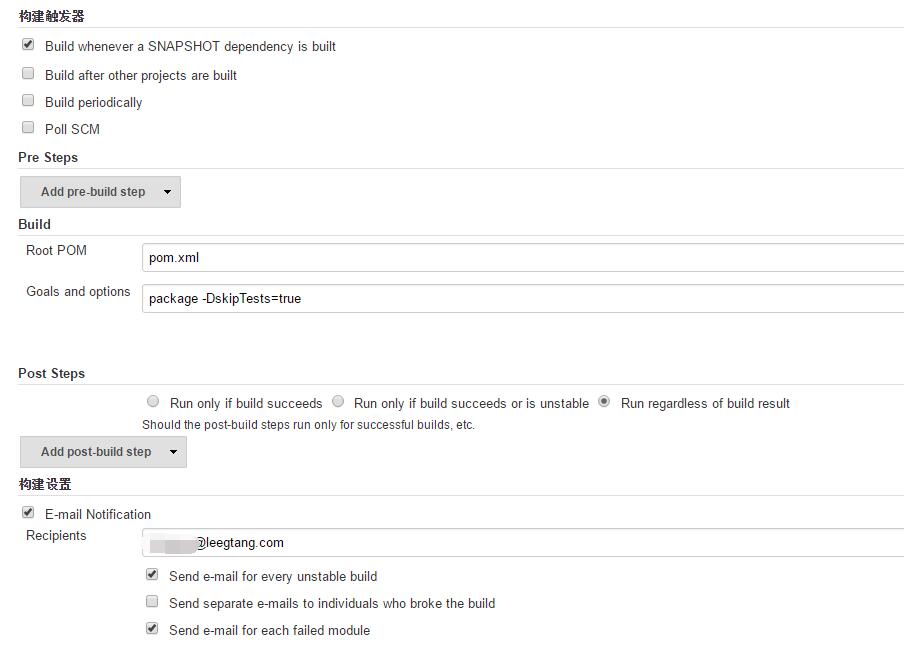 构建触发器
Build whenever a SNAPSHOT dependency is built
Build after other projects are built
Build periodically
Poll SCM
Pre Steps
Add pre-build step
Build
Root POM
pom.xml
Goals and options
package -DskipTests=true
Post Steps
Run only if build succeeds Run only if build succeeds or is unstable Run regardless of build result
Should the post-build steps run only for successful builds, etc.
Add post-build step
构建设置
E-mail Notification
Recipients
@leegtang.com
Send e-mail for every unstable build
Send separate e-mails to individuals who broke the build
Send e-mail for each failed module